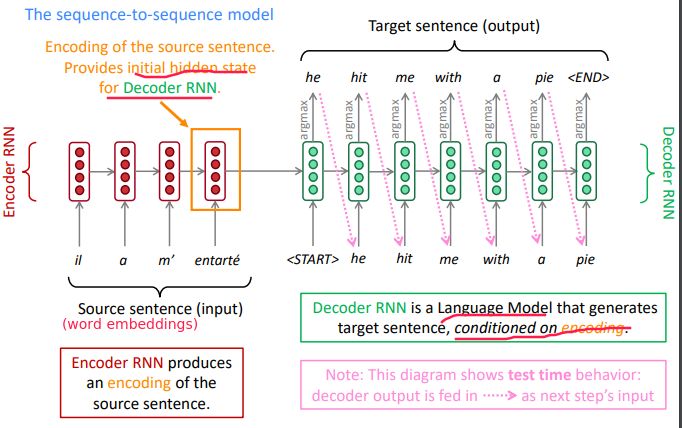 The sequence-to-sequence model
Encoding of the source sentence.
Provides initial hidden state
for Decoder RNN.
Target sentence (output)
he hit me with a pie <END>
argmax argmax argmax argmax argmax argmax argmax
Encoder RNN
Decoder RNN
il a m’ entarté <START> he hit me with a pie
Source sentence (input)
(word embeddings)
Encoder RNN produces
an encoding of the
source sentence.
Decoder RNN is a Language Model that generates
target sentence, conditioned on encoding.
Note: This diagram shows test time behavior:
decoder output is fed in as next step’s input